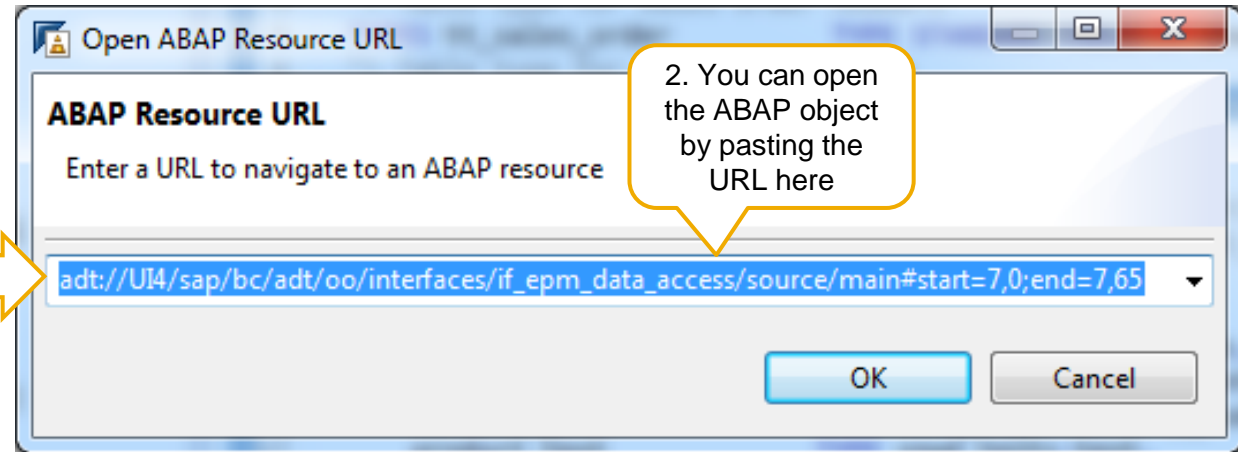 Open ABAP Resource URL
2. You can open
the ABAP object
by pasting the
URL here
ABAP Resource URL
Enter a URL to navigate to an ABAP resource
adt://UI4/sap/bc/adt/oo/interfaces/if_epm_data_access/source/main#start=7,0;end=7,65
OK
Cancel